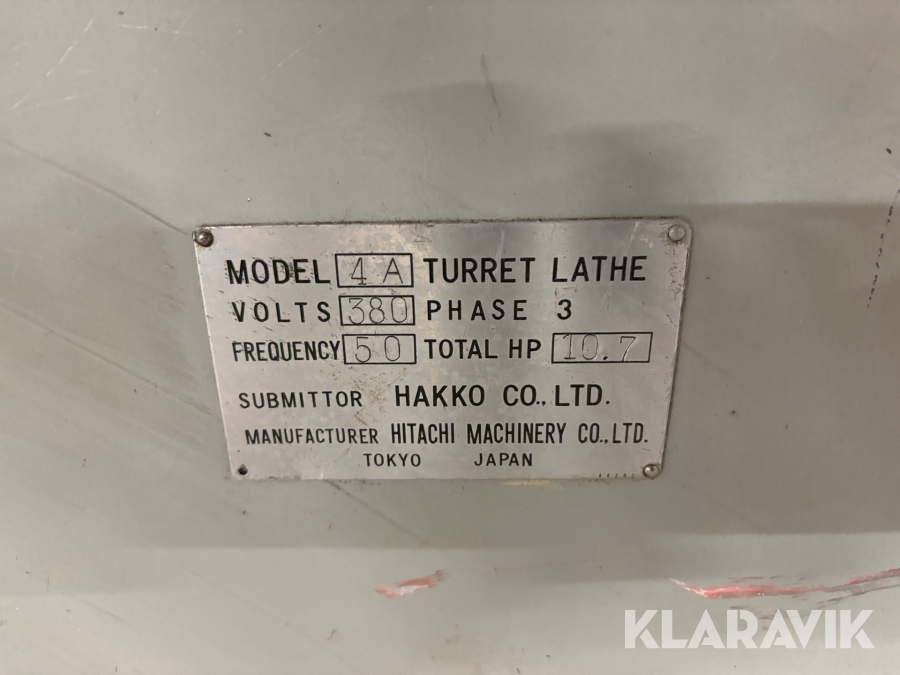 MODEL 4 A TURRET LATHE
VOLTS 380 PHASE 3
FREQUENCY 50 TOTAL HP 10.7
SUBMITTOR HAKKO CO., LTD.
MANUFACTURER HITACHI MACHINERY CO., LTD.
TOKYO JAPAN
KLARAVIK